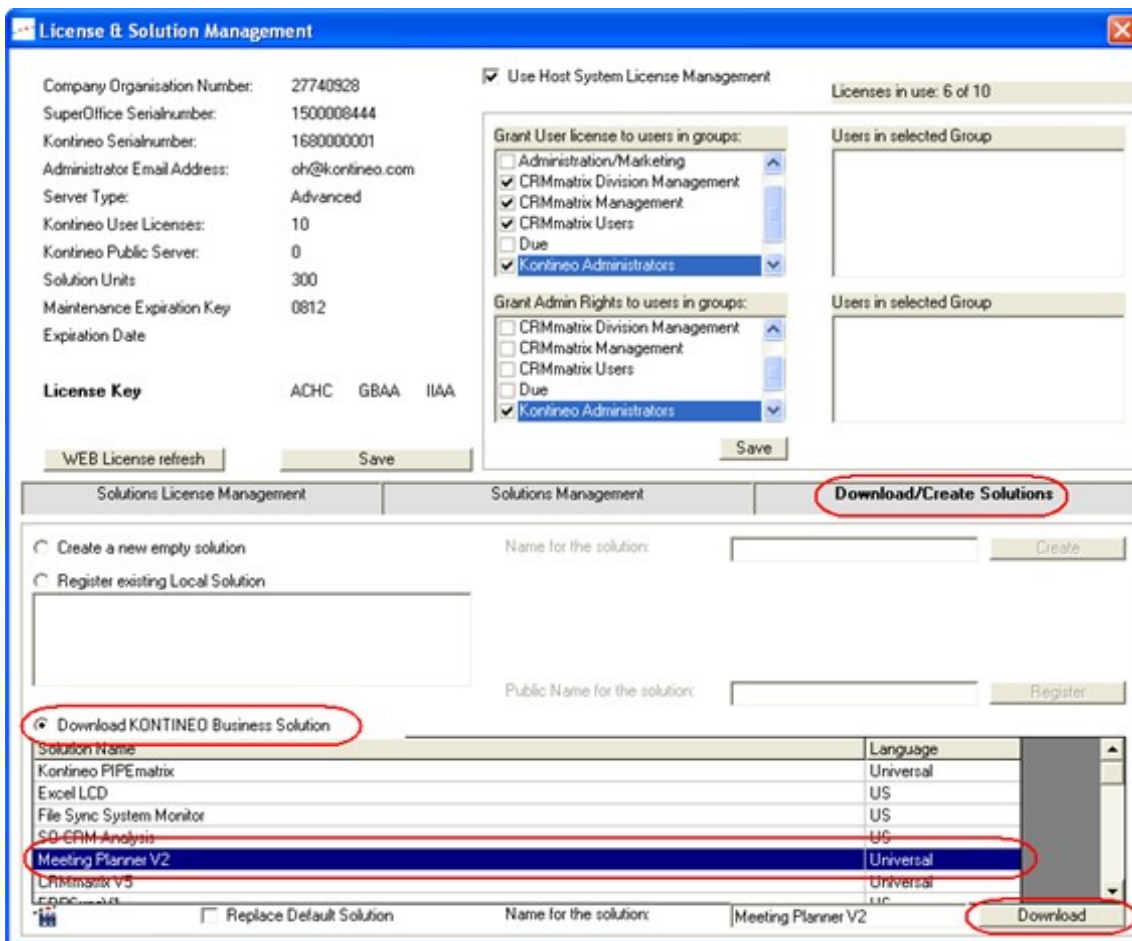 License & Solution Management
Company Organisation Number: 27740928
SuperOffice Serialnumber: 1500008444
Kontineo Serialnumber: 1680000001
Administrator Email Address: oh@kontineo.com
Server Type: Advanced
Kontineo User Licenses: 10
Kontineo Public Server: 0
Solution Units 300
Maintenance Expiration Key 0812
Expiration Date
License Key ACHC GBAA IIAA
WEB License refresh Save
Use Host System License Management
Licenses in use: 6 of 10
Grant User license to users in groups: Users in selected Group
Administration/Marketing
CRMmatrix Division Management
CRMmatrix Management
CRMmatrix Users
Due
Kontineo Administrators
Grant Admin Rights to users in groups: Users in selected Group
CRMmatrix Division Management
CRMmatrix Management
CRMmatrix Users
Due
Kontineo Administrators
Save
Solutions License Management Solutions Management Download/Create Solutions
Create a new empty solution Name for the solution: Create
Register existing Local Solution
Public Name for the solution: Register
Download KONTINEO Business Solution
Solution Name Language
Kontineo PIPEmatrix Universal
Excel LCD US
File Sync System Monitor US
SO CRM Analysis US
Meeting Planner V2 Universal
CRMmatrix V5 Universal
ERPSyncV1 US
Replace Default Solution Name for the solution: Meeting Planner V2 Download